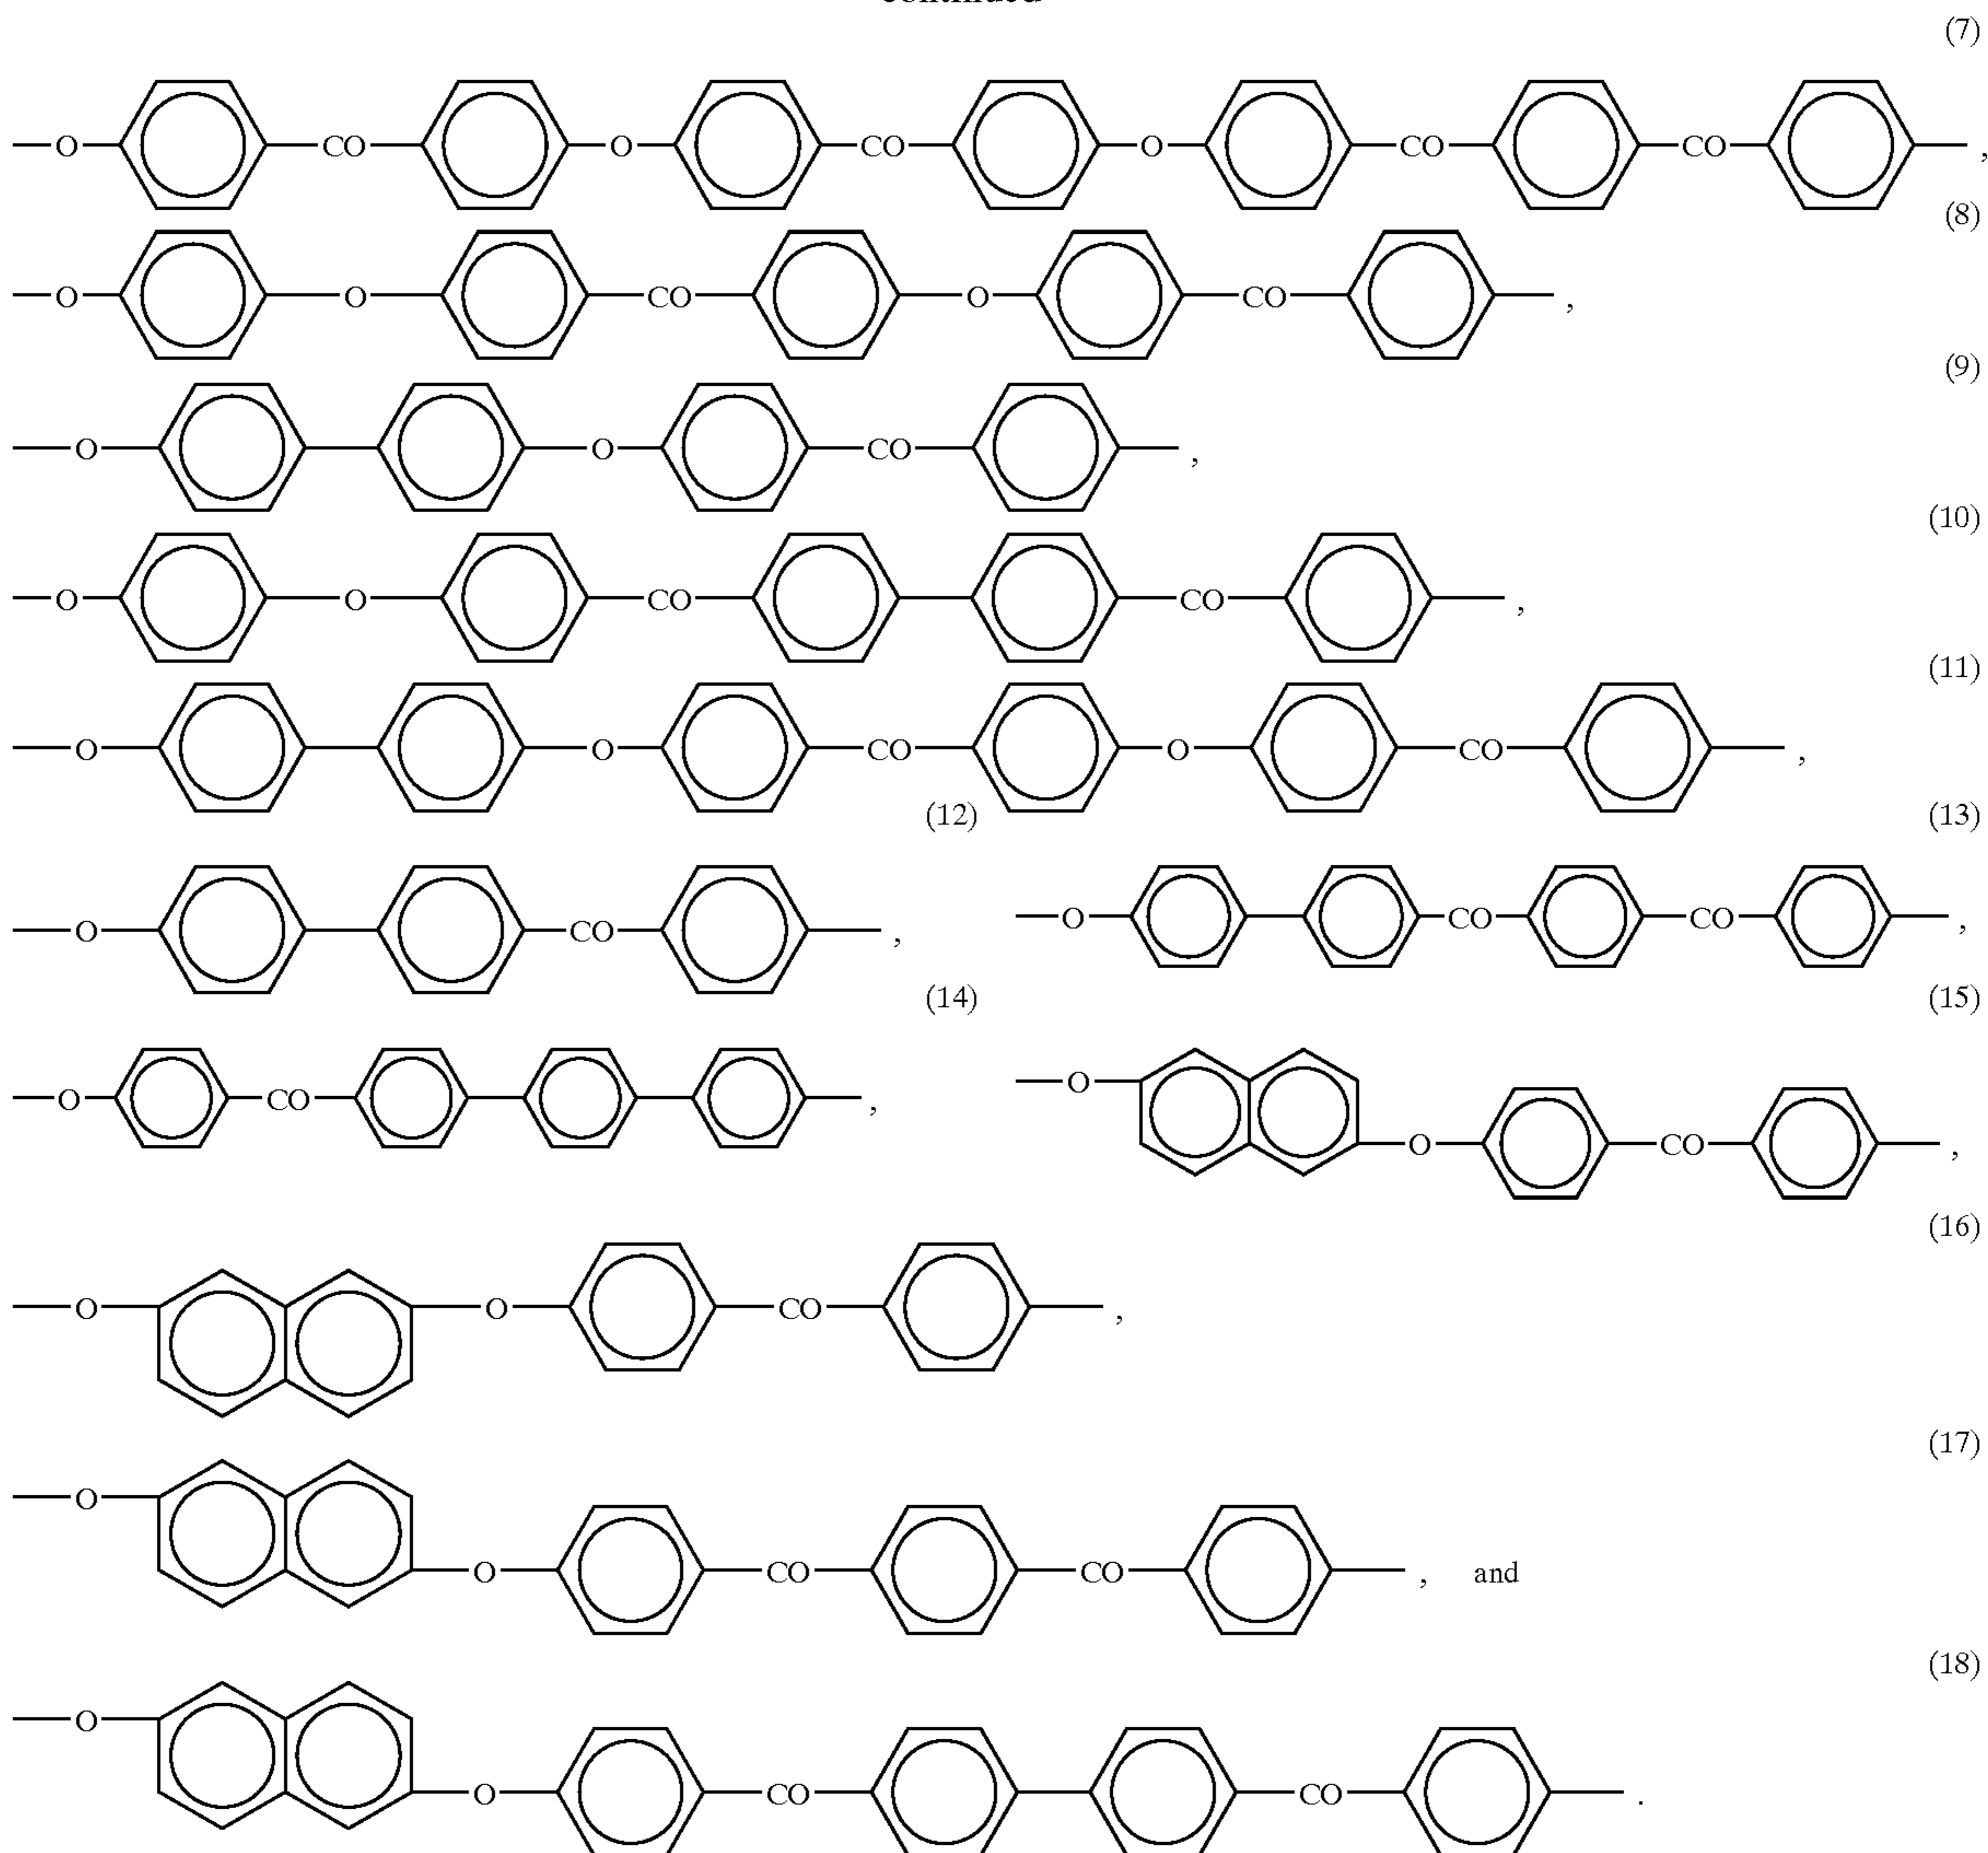 (7)
O CO O CO O CO CO ,
(8)
O O CO O CO ,
(9)
O O CO ,
(10)
O O CO CO ,
(11)
O O CO O CO ,
(12) (13)
O CO , O CO CO ,
(14) (15)
O CO , O O CO ,
(16)
O O CO ,
(17)
O O CO CO , and
(18)
O O CO CO .